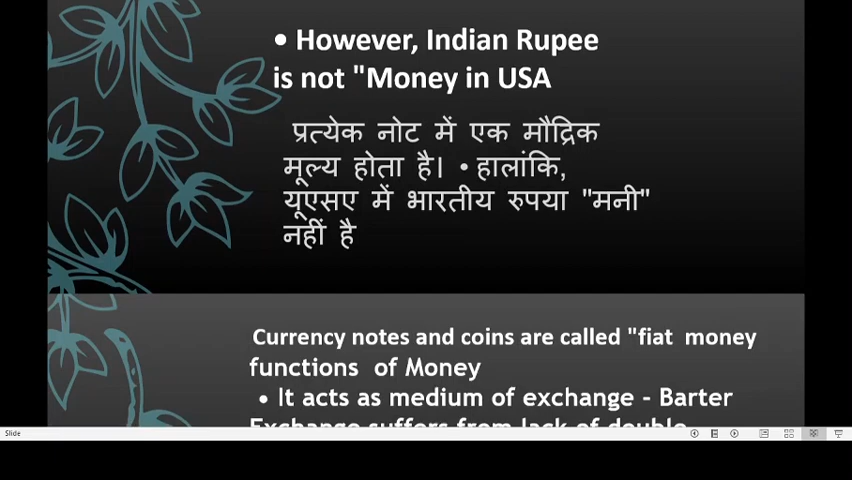 • However, Indian Rupee
is not "Money in USA
प्रत्येक नोट में एक मौद्रिक
मूल्य होता है। • हालांकि,
यूएसए में भारतीय रुपया "मनी"
नहीं है
Currency notes and coins are called "fiat money
functions of Money
• It acts as medium of exchange - Barter
Exchange suffers from lack of double
Slide